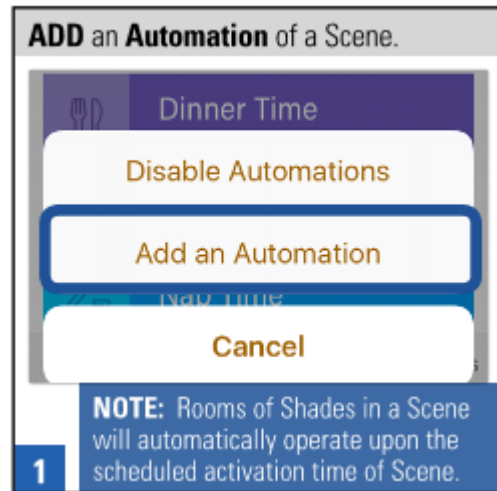 ADD an Automation of a Scene.
Dinner Time
Disable Automations
Add an Automation
Nap Time
Cancel
NOTE: Rooms of Shades in a Scene
will automatically operate upon the
1 scheduled activation time of Scene.